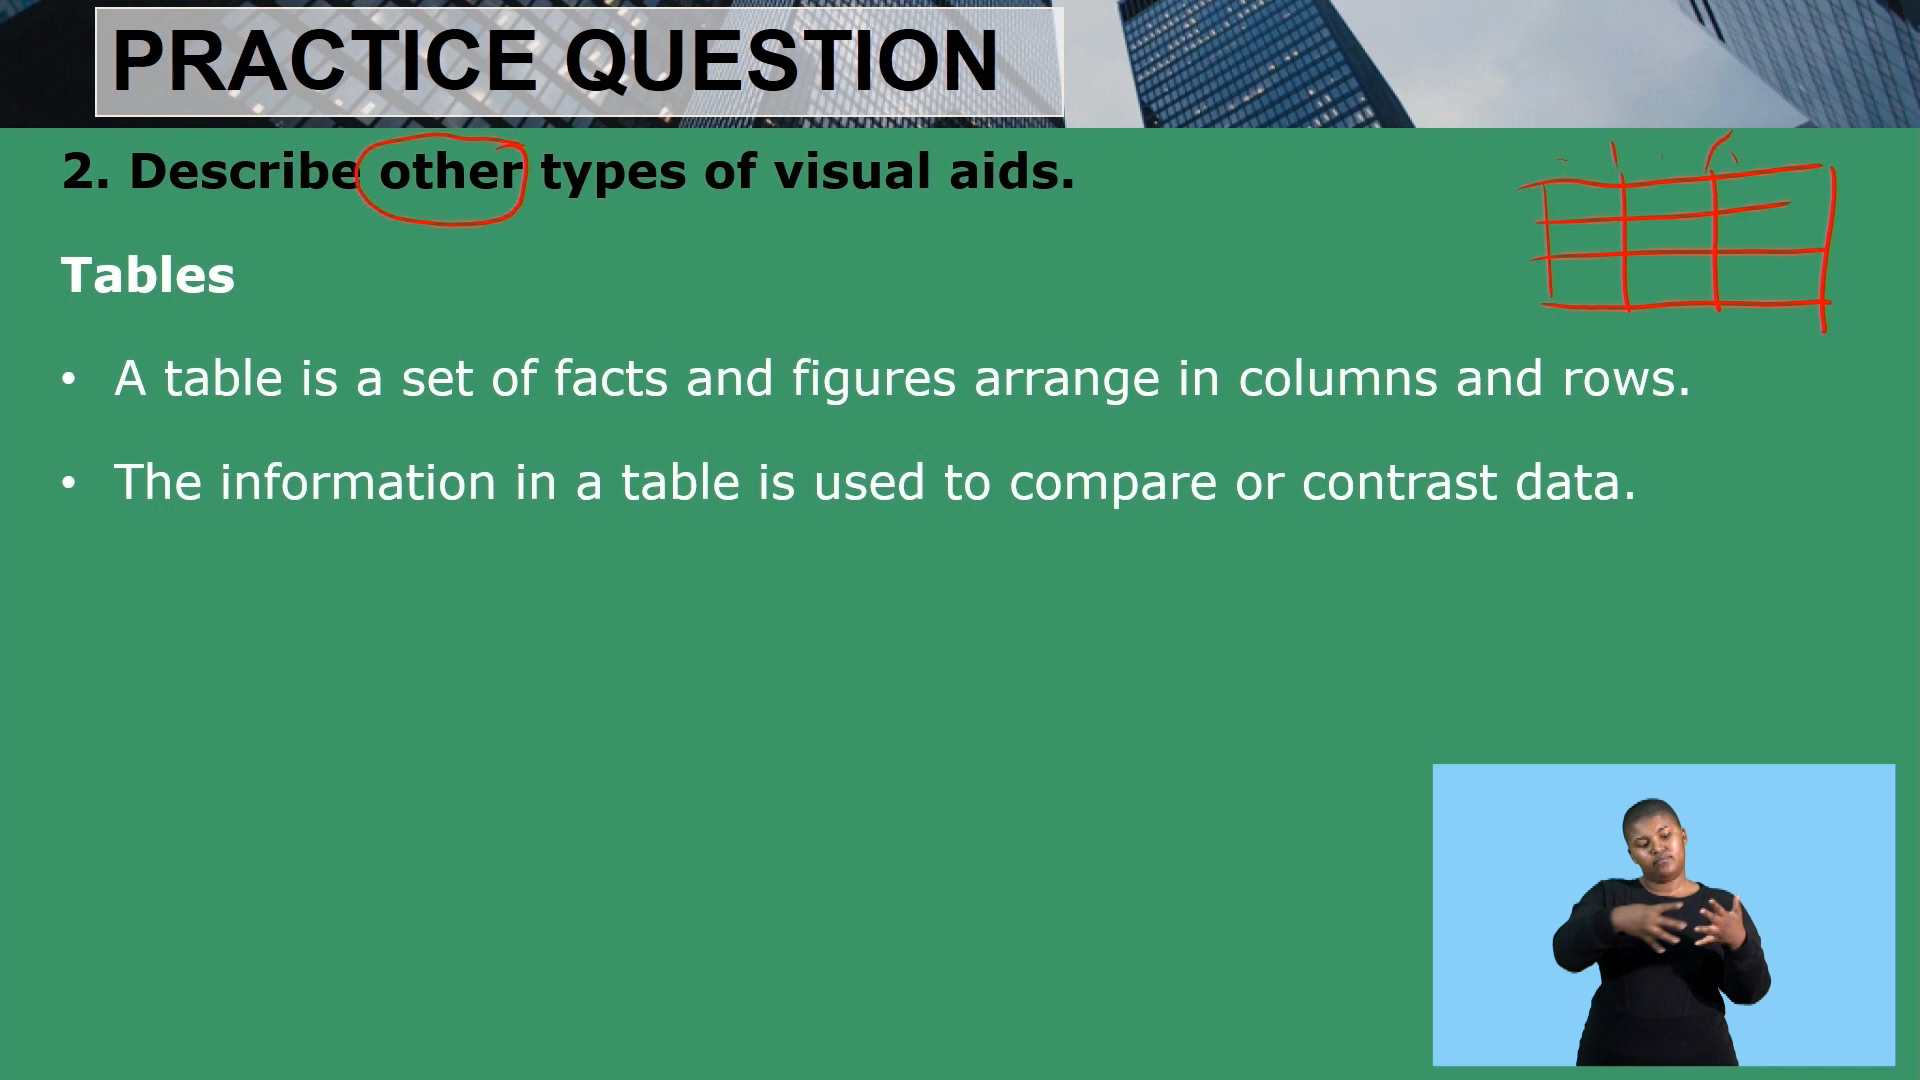 PRACTICE QUESTION
2. Describe other types of visual aids.
Tables
• A table is a set of facts and figures arrange in columns and rows.
• The information in a table is used to compare or contrast data.